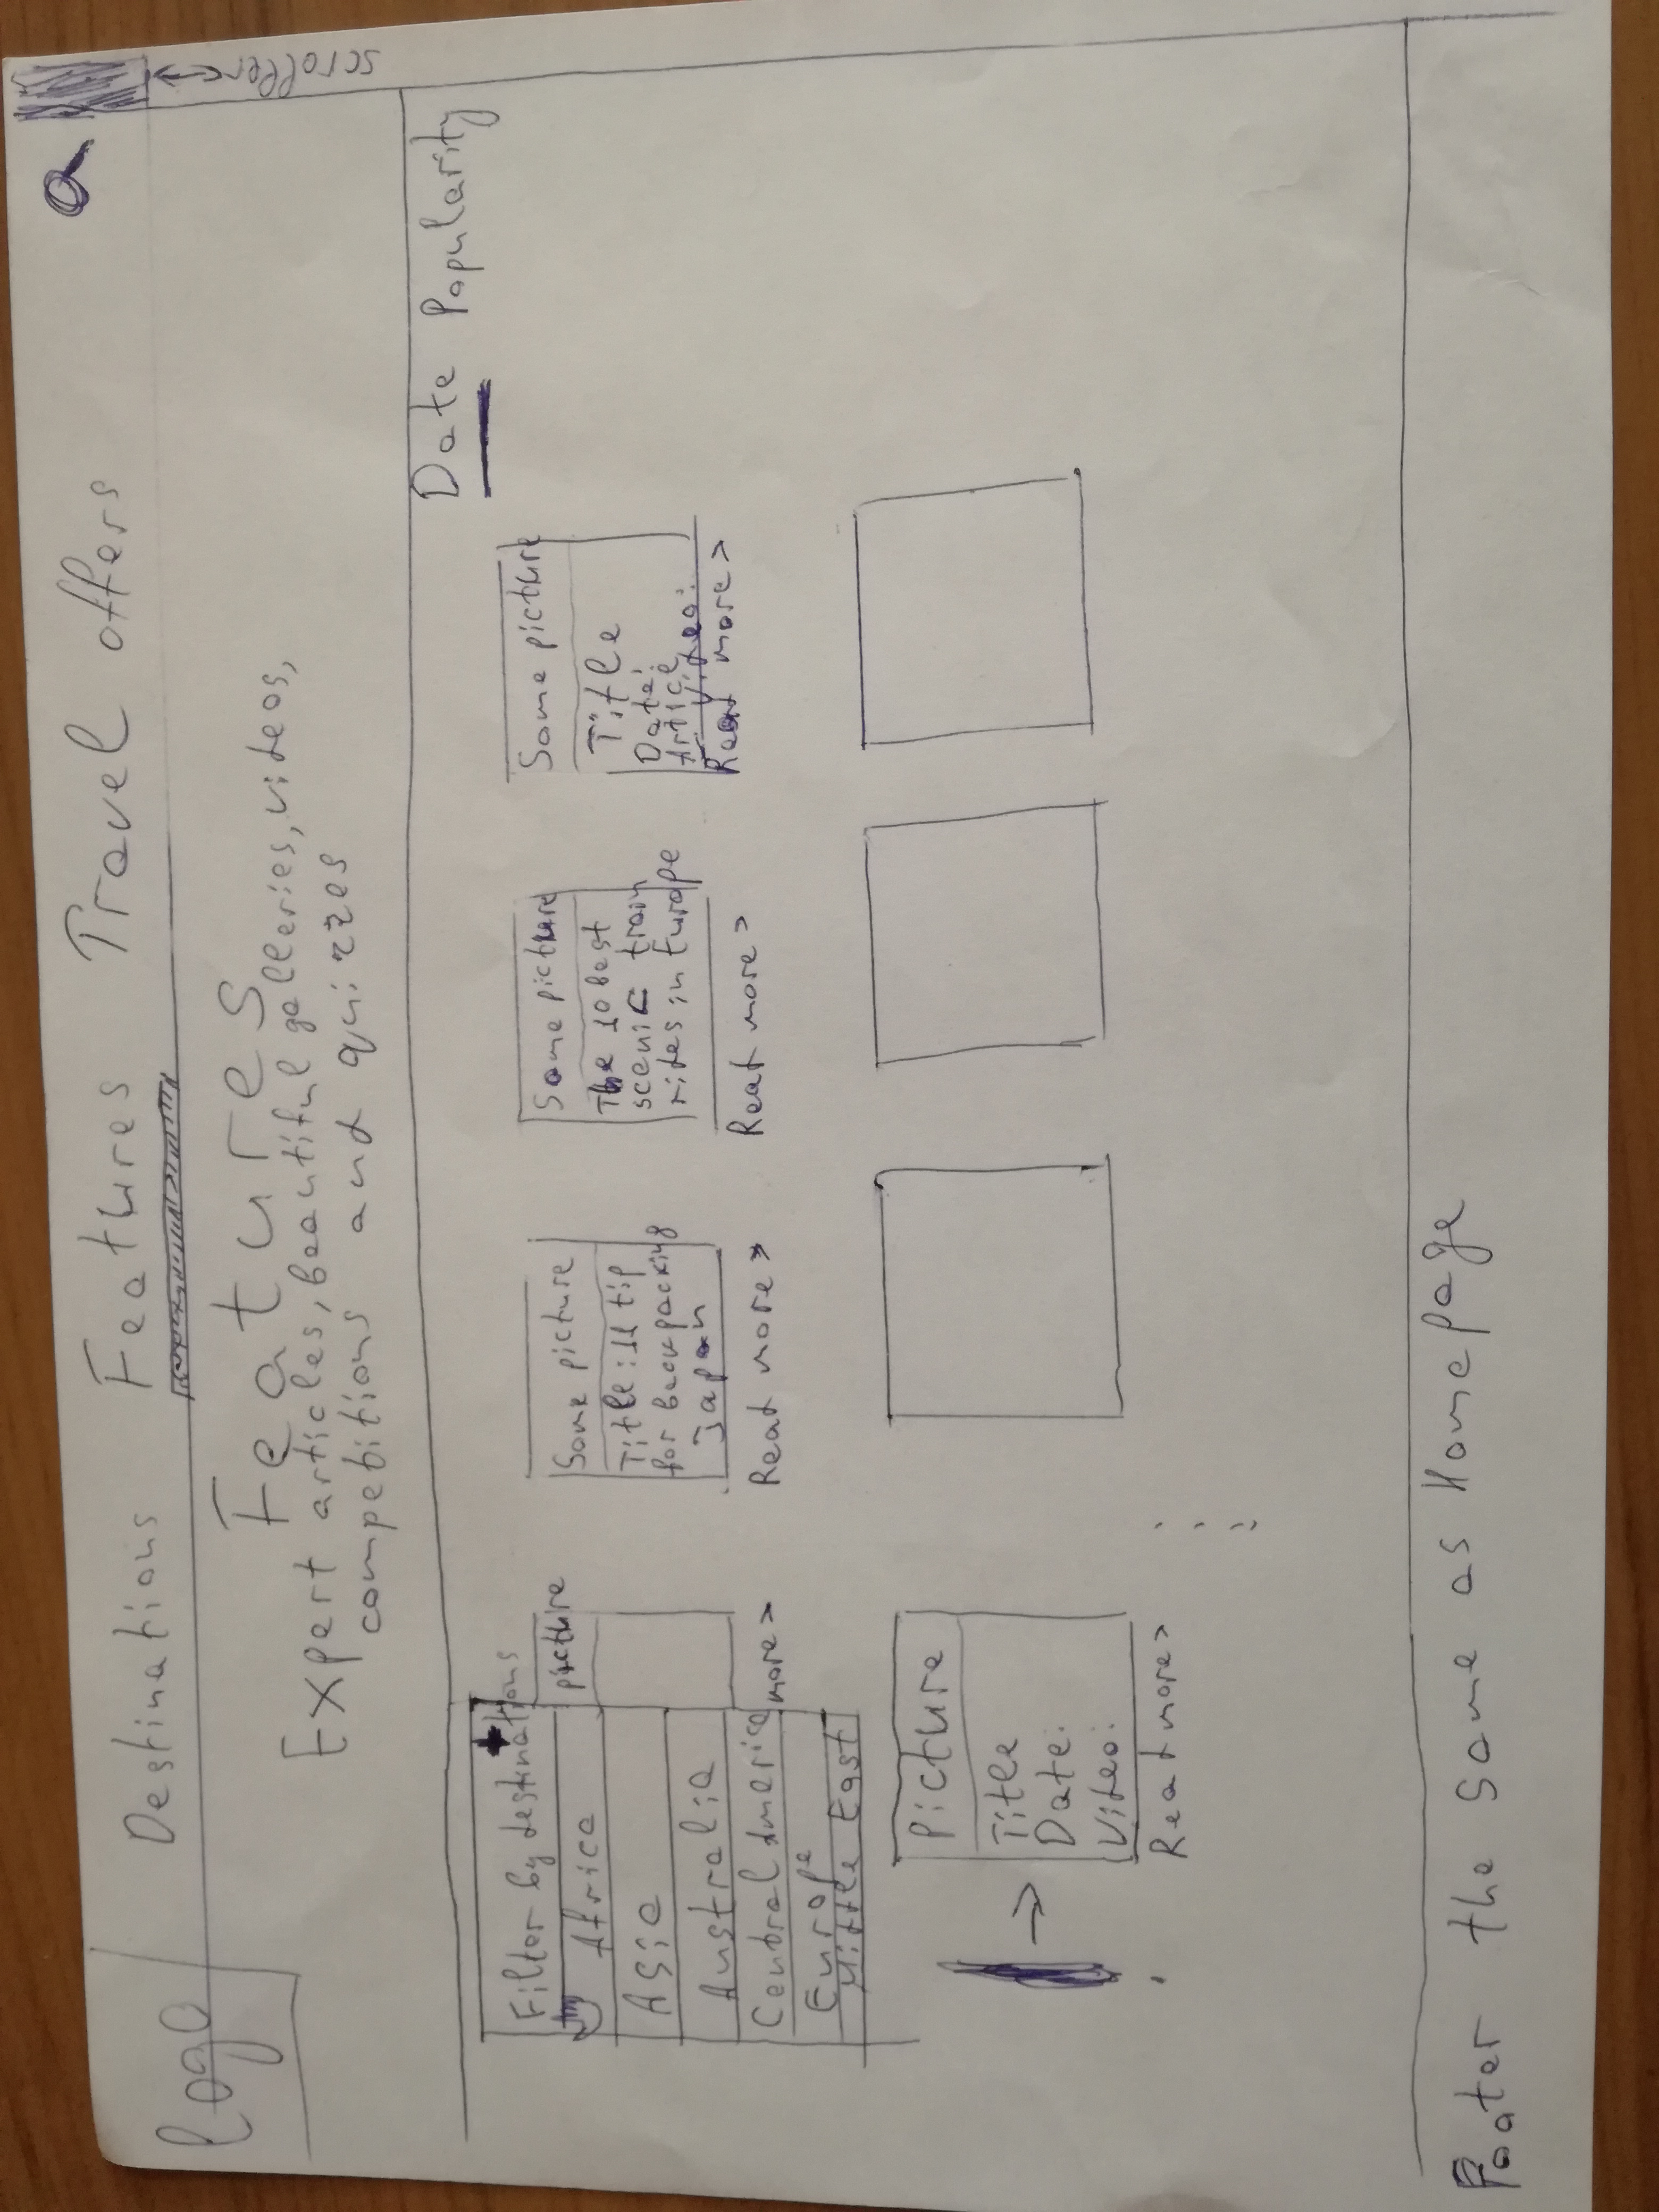 logo
Destinations Features Travel offers
scroller
Features
Expert articles, beautiful galleries, videos,
competitions and quizzes
Date Popularity
Filter by destinations
Africa
Asia
Australia
Central America
Europe
Middle East
picture
more >
Some picture
Title: 11 tip
for backpacking
Japan
Read more >
Some picture
The 10 best
scenic train
rides in Europe
Read more >
Some picture
Title
Date:
Article
Video:
Read more >
Picture
Title
Date:
Video:
Read more >
Footer the same as Homepage